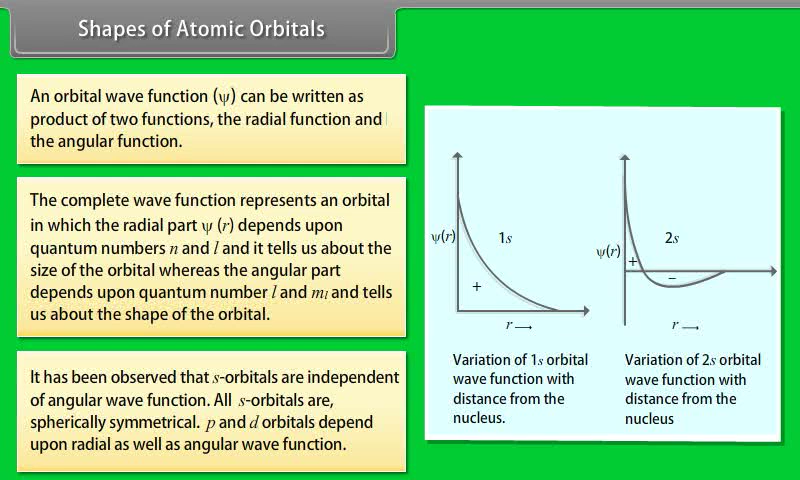 Shapes of Atomic Orbitals
An orbital wave function (ψ) can be written as
product of two functions, the radial function and
the angular function.
The complete wave function represents an orbital
in which the radial part ψ (r) depends upon
quantum numbers n and l and it tells us about the
size of the orbital whereas the angular part
depends upon quantum number l and mₗ and tells
us about the shape of the orbital.
It has been observed that s-orbitals are independent
of angular wave function. All s-orbitals are,
spherically symmetrical. p and d orbitals depend
upon radial as well as angular wave function.
ψ(r)
1s
+
r →
Variation of 1s orbital
wave function with
distance from the
nucleus.
ψ(r)
2s
+
−
r →
Variation of 2s orbital
wave function with
distance from the
nucleus